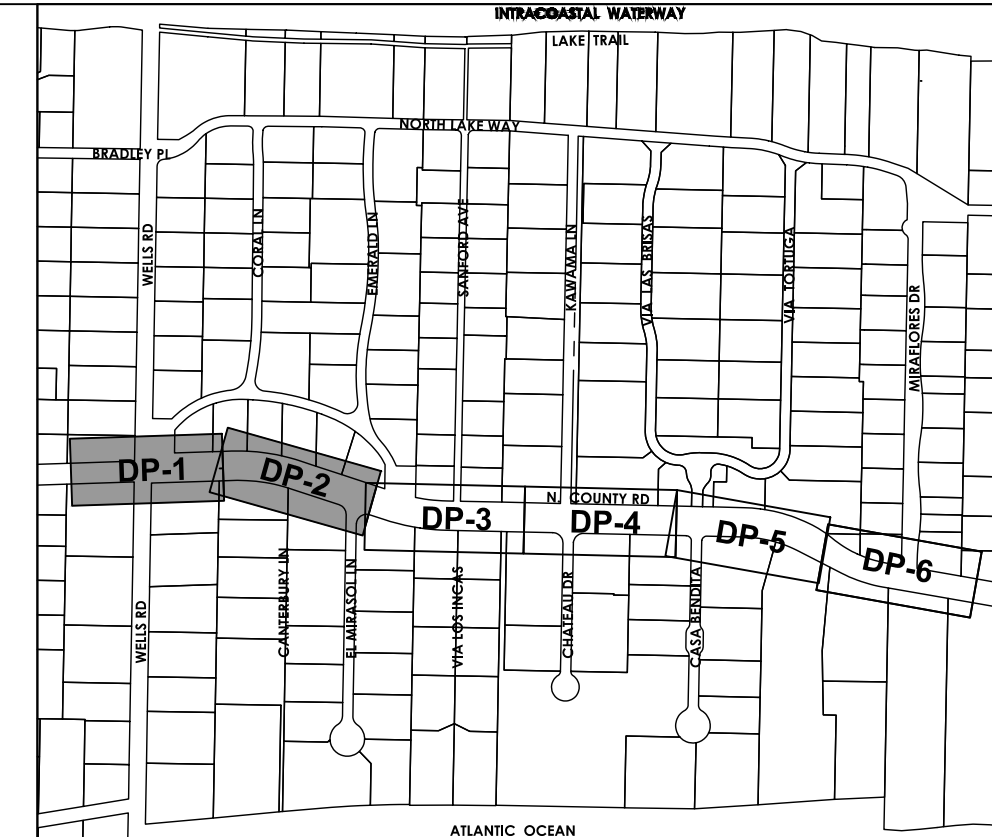 INTRACOASTAL WATERWAY
LAKE TRAIL
NORTH LAKE WAY
BRADLEY PL
WELLS RD
CORAL LN
EMERALD LN
SANFORD AVE
KAWAMA LN
VIA LAS BRISAS
VIA TORTUGA
MIRAFLORES DR
DP-1
DP-2
DP-3
N. COUNTY RD
DP-4
DP-5
DP-6
WELLS RD
CANTERBURY LN
EL MIRASOL LN
VIA LOS INCAS
CHATEAU DR
CASA BENDITA
ATLANTIC OCEAN